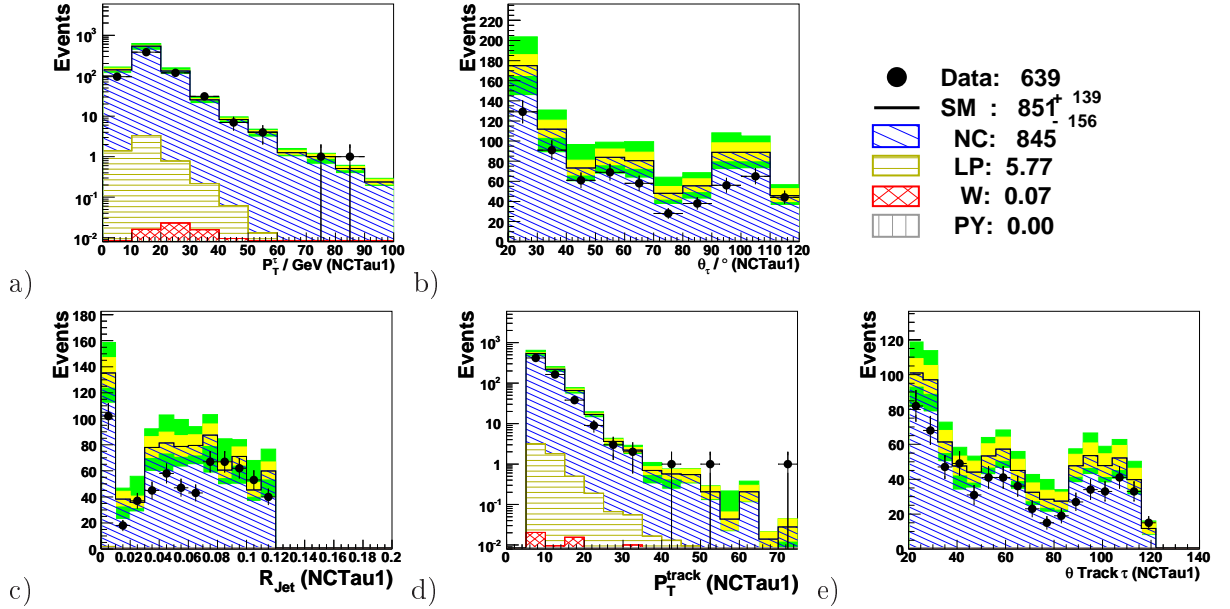 Events
10³
10²
10
1
10⁻¹
10⁻²
0 10 20 30 40 50 60 70 80 90 100
P_T^τ / GeV (NCTau1)
a)
Events
200
180
160
140
120
100
80
60
40
20
0
20 30 40 50 60 70 80 90 100 110 120
θ_τ / ° (NCTau1)
b)
Data: 639
SM : 851 + 139 - 156
NC: 845
LP: 5.77
W: 0.07
PY: 0.00
Events
180
160
140
120
100
80
60
40
20
0
0 0.02 0.04 0.06 0.08 0.1 0.12 0.14 0.16 0.18 0.2
R_Jet (NCTau1)
c)
Events
10³
10²
10
1
10⁻¹
10⁻²
0 10 20 30 40 50 60 70
P_T^track (NCTau1)
d)
Events
120
100
80
60
40
20
0
20 40 60 80 100 120 140
θ Track τ (NCTau1)
e)